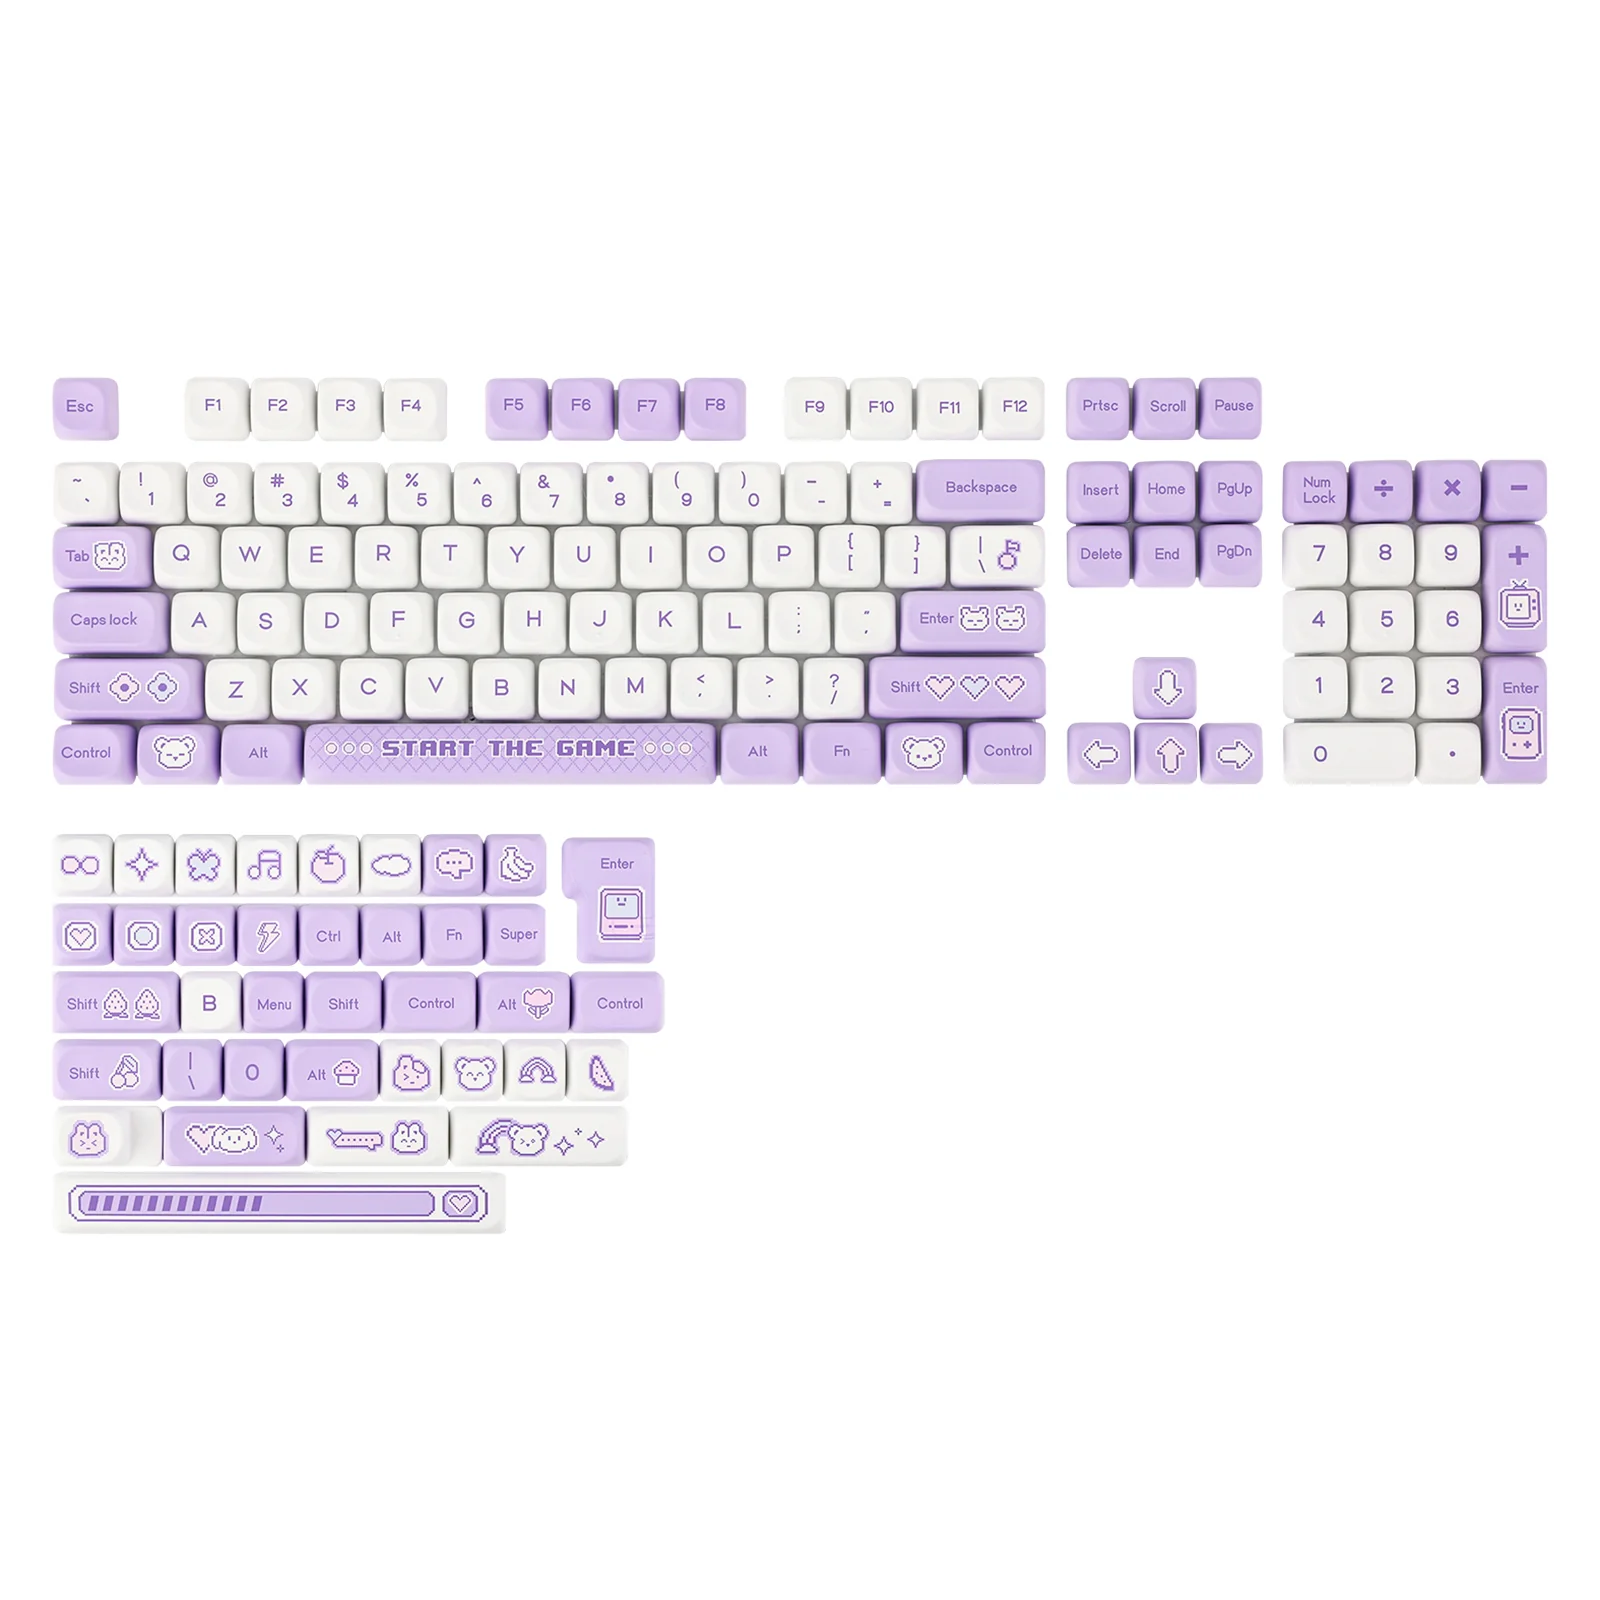 Esc F1 F2 F3 F4 F5 F6 F7 F8 F9 F10 F11 F12 Prtsc Scroll Pause
~ ` ! 1 @ 2 # 3 $ 4 % 5 ^ 6 & 7 • 8 ( 9 ) 0 – - + = Backspace Insert Home PgUp Num Lock ÷ × −
Tab Q W E R T Y U I O P { [ } ] | \ Delete End PgDn 7 8 9 +
Caps lock A S D F G H J K L : ; " , Enter 4 5 6
Shift Z X C V B N M < , > . ? / Shift 1 2 3 Enter
Control Alt START THE GAME Alt Fn Control 0 .
Enter
Ctrl Alt Fn Super
Shift B Menu Shift Control Alt Control
Shift | \ 0 Alt